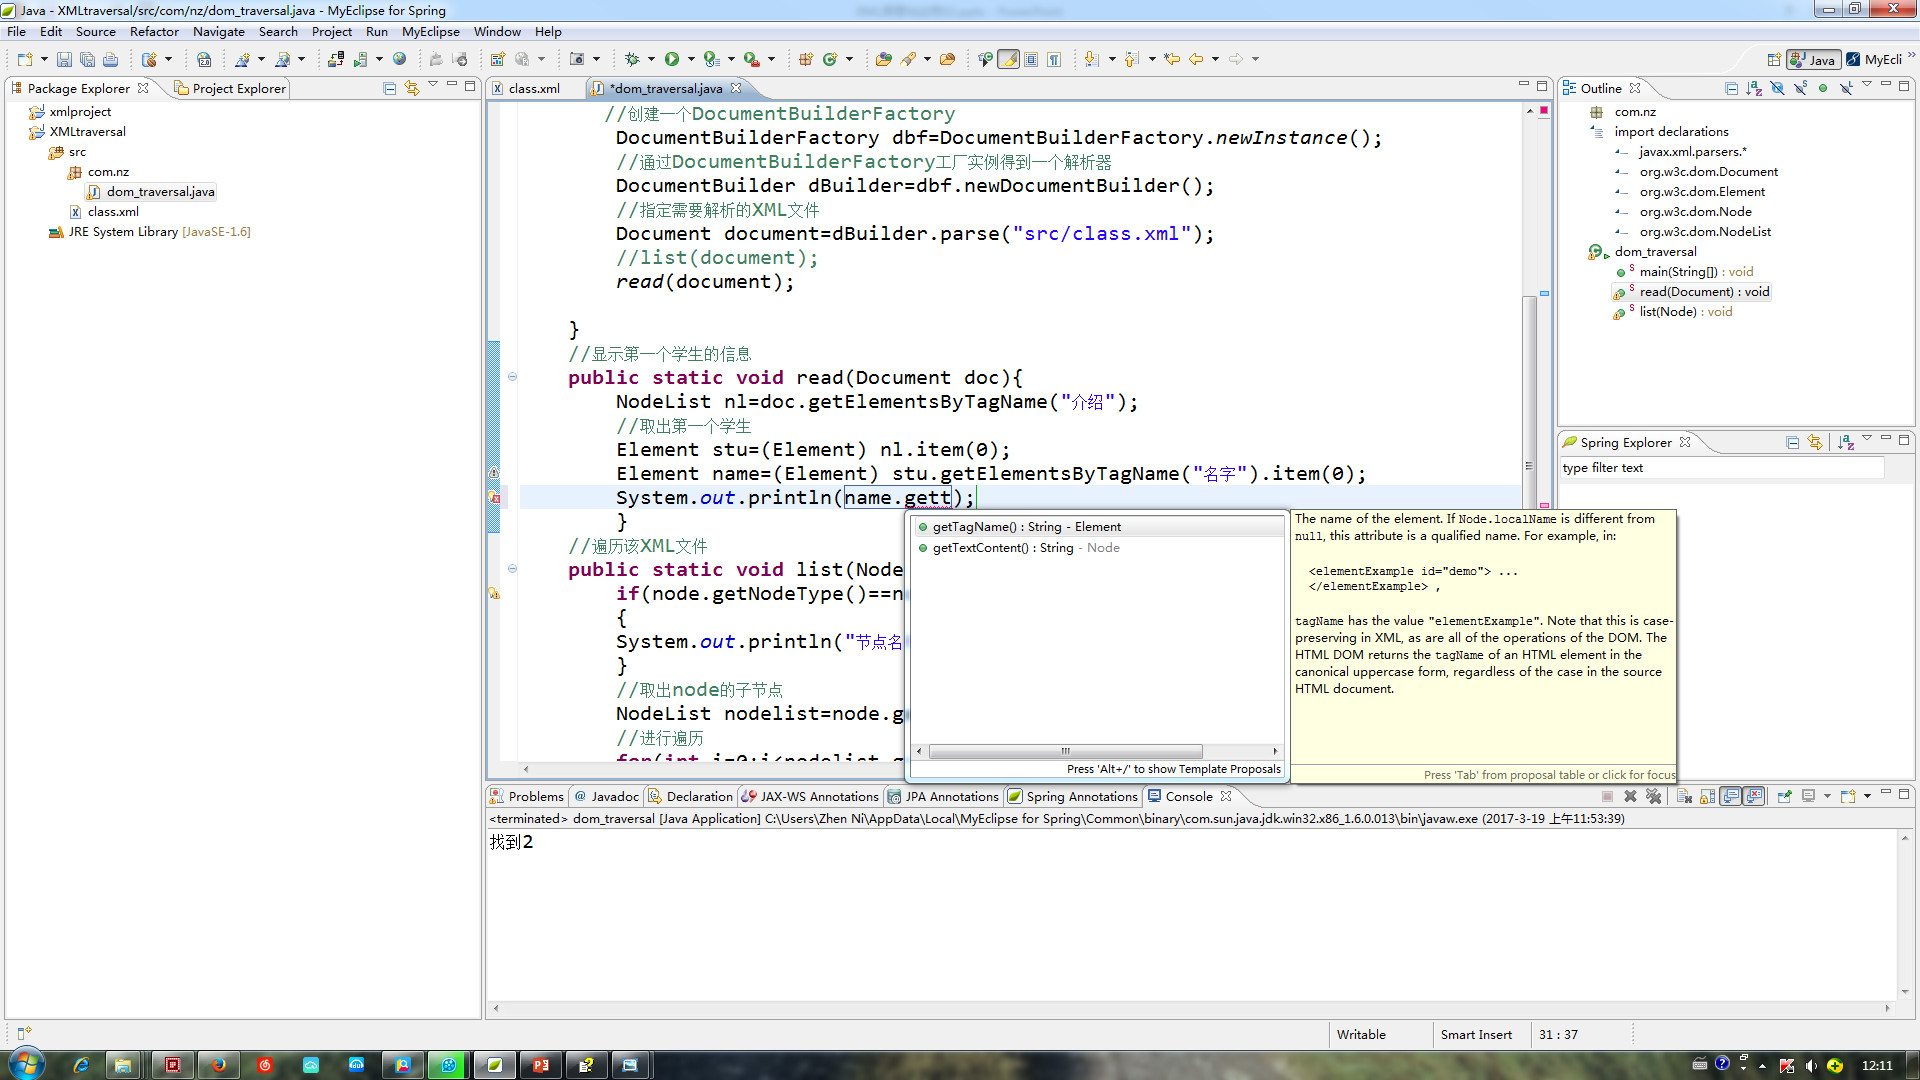 Java - XMLtraversal/src/com/nz/dom_traversal.java - MyEclipse for Spring
File Edit Source Refactor Navigate Search Project Run MyEclipse Window Help
Java
MyEcli
Package Explorer
Project Explorer
xmlproject
XMLtraversal
src
com.nz
dom_traversal.java
class.xml
JRE System Library [JavaSE-1.6]
class.xml
*dom_traversal.java
//创建一个DocumentBuilderFactory
DocumentBuilderFactory dbf=DocumentBuilderFactory.newInstance();
//通过DocumentBuilderFactory工厂实例得到一个解析器
DocumentBuilder dBuilder=dbf.newDocumentBuilder();
//指定需要解析的XML文件
Document document=dBuilder.parse("src/class.xml");
//list(document);
read(document);
}
//显示第一个学生的信息
public static void read(Document doc){
NodeList nl=doc.getElementsByTagName("介绍");
//取出第一个学生
Element stu=(Element) nl.item(0);
Element name=(Element) stu.getElementsByTagName("名字").item(0);
System.out.println(name.gett);
}
//遍历该XML文件
public static void list(Node
if(node.getNodeType()==n
{
System.out.println("节点名
}
//取出node的子节点
NodeList nodelist=node.g
//进行遍历
for(int i=0;i<nodelist.g
getTagName() : String - Element
getTextContent() : String - Node
Press 'Alt+/' to show Template Proposals
The name of the element. If Node.localName is different from
null, this attribute is a qualified name. For example, in:
<elementExample id="demo"> ...
</elementExample> ,
tagName has the value "elementExample". Note that this is case-
preserving in XML, as are all of the operations of the DOM. The
HTML DOM returns the tagName of an HTML element in the
canonical uppercase form, regardless of the case in the source
HTML document.
Press 'Tab' from proposal table or click for focus
Outline
com.nz
import declarations
javax.xml.parsers.*
org.w3c.dom.Document
org.w3c.dom.Element
org.w3c.dom.Node
org.w3c.dom.NodeList
dom_traversal
main(String[]) : void
read(Document) : void
list(Node) : void
Spring Explorer
type filter text
Problems
Javadoc
Declaration
JAX-WS Annotations
JPA Annotations
Spring Annotations
Console
<terminated> dom_traversal [Java Application] C:\Users\Zhen Ni\AppData\Local\MyEclipse for Spring\Common\binary\com.sun.java.jdk.win32.x86_1.6.0.013\bin\javaw.exe (2017-3-19 上午11:53:39)
找到2
Writable
Smart Insert
31 : 37
12:11